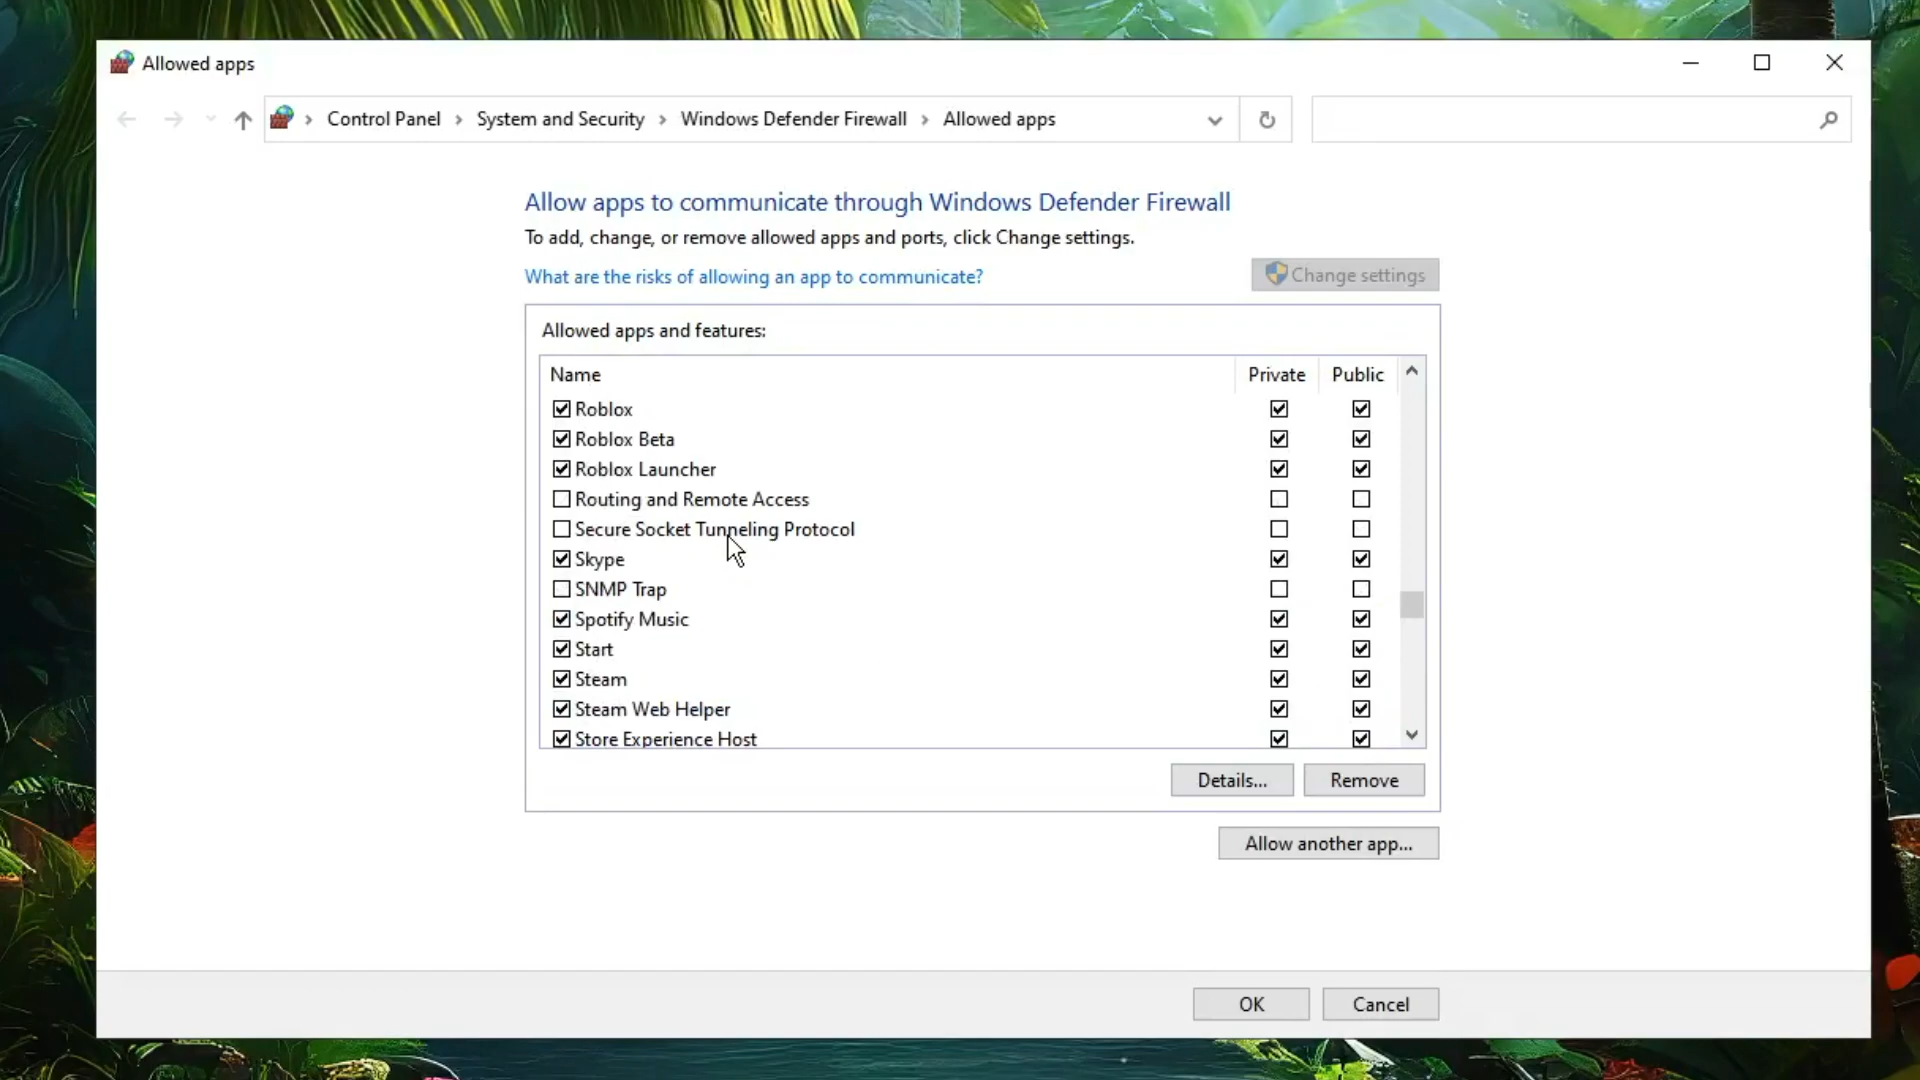 Allowed apps
Control Panel > System and Security > Windows Defender Firewall > Allowed apps
Allow apps to communicate through Windows Defender Firewall
To add, change, or remove allowed apps and ports, click Change settings.
What are the risks of allowing an app to communicate?
Change settings
Allowed apps and features:
Name Private Public
Roblox
Roblox Beta
Roblox Launcher
Routing and Remote Access
Secure Socket Tunneling Protocol
Skype
SNMP Trap
Spotify Music
Start
Steam
Steam Web Helper
Store Experience Host
Details... Remove
Allow another app...
OK Cancel